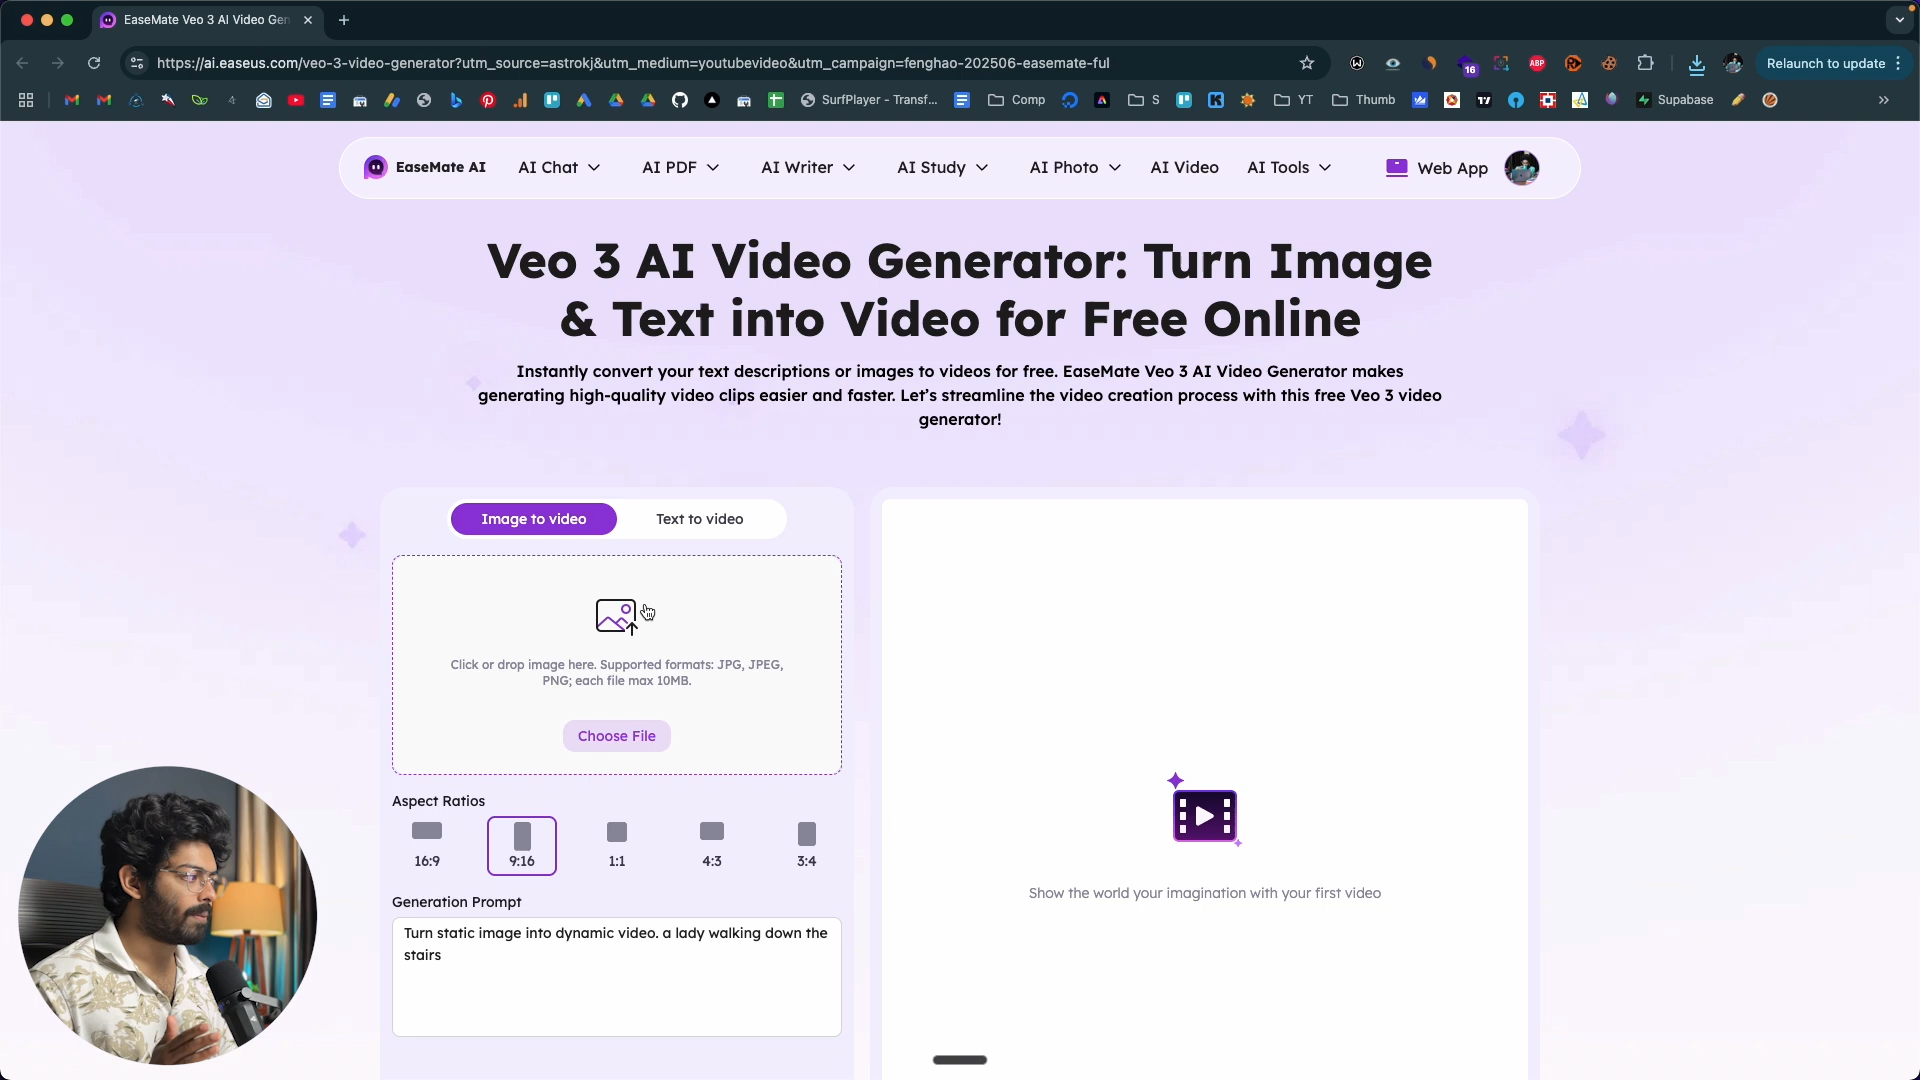 EaseMate Veo 3 AI Video Gen
https://ai.easeus.com/veo-3-video-generator?utm_source=astrokj&utm_medium=youtubevideo&utm_campaign=fenghao-202506-easemate-ful
16
ABP
Relaunch to update
SurfPlayer - Transf...
Comp
S
YT
Thumb
Supabase
EaseMate AI
AI Chat
AI PDF
AI Writer
AI Study
AI Photo
AI Video
AI Tools
Web App
Veo 3 AI Video Generator: Turn Image
& Text into Video for Free Online
Instantly convert your text descriptions or images to videos for free. EaseMate Veo 3 AI Video Generator makes
generating high-quality video clips easier and faster. Let's streamline the video creation process with this free Veo 3 video
generator!
Image to video
Text to video
Click or drop image here. Supported formats: JPG, JPEG,
PNG; each file max 10MB.
Choose File
Aspect Ratios
16:9
9:16
1:1
4:3
3:4
Generation Prompt
Turn static image into dynamic video. a lady walking down the
stairs
Show the world your imagination with your first video